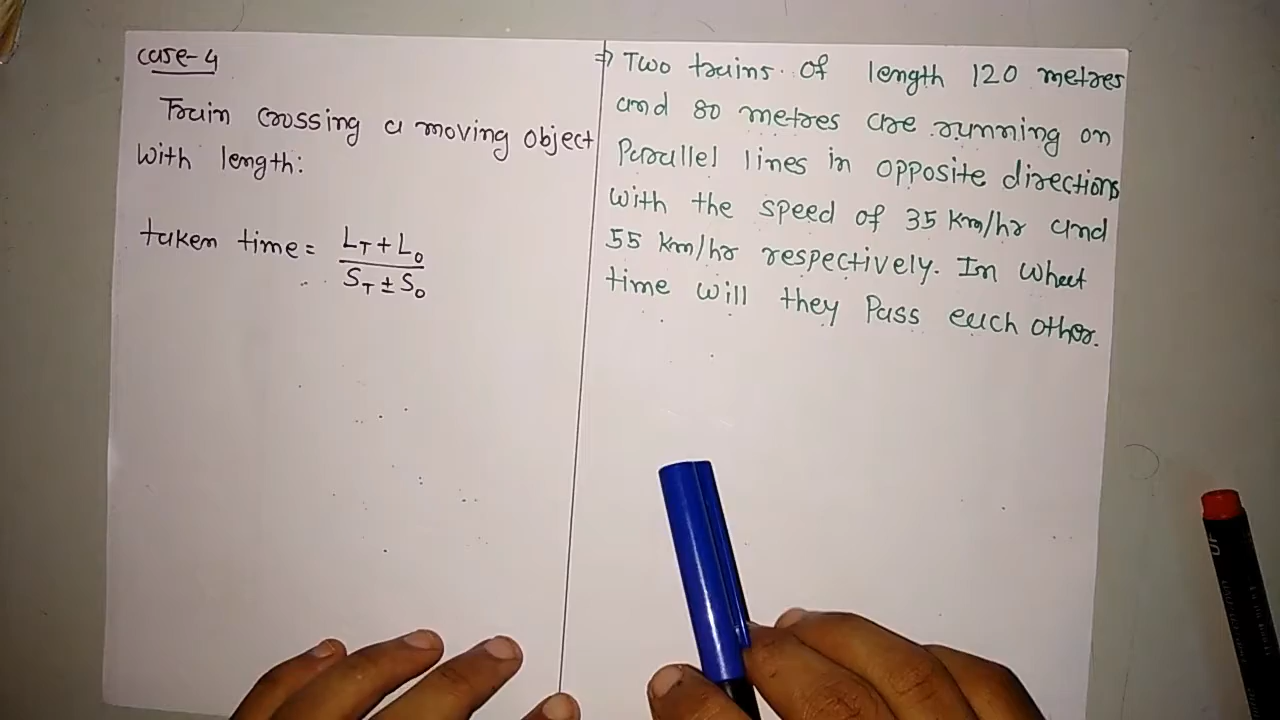 Case-4
Train crossing a moving object
with length:
taken time = L_T + L_O / S_T ± S_O
⇒ Two trains of length 120 metres
and 80 metres are running on
Parallel lines in opposite directions
with the speed of 35 km/hr and
55 km/hr respectively. In what
time will they Pass each other.